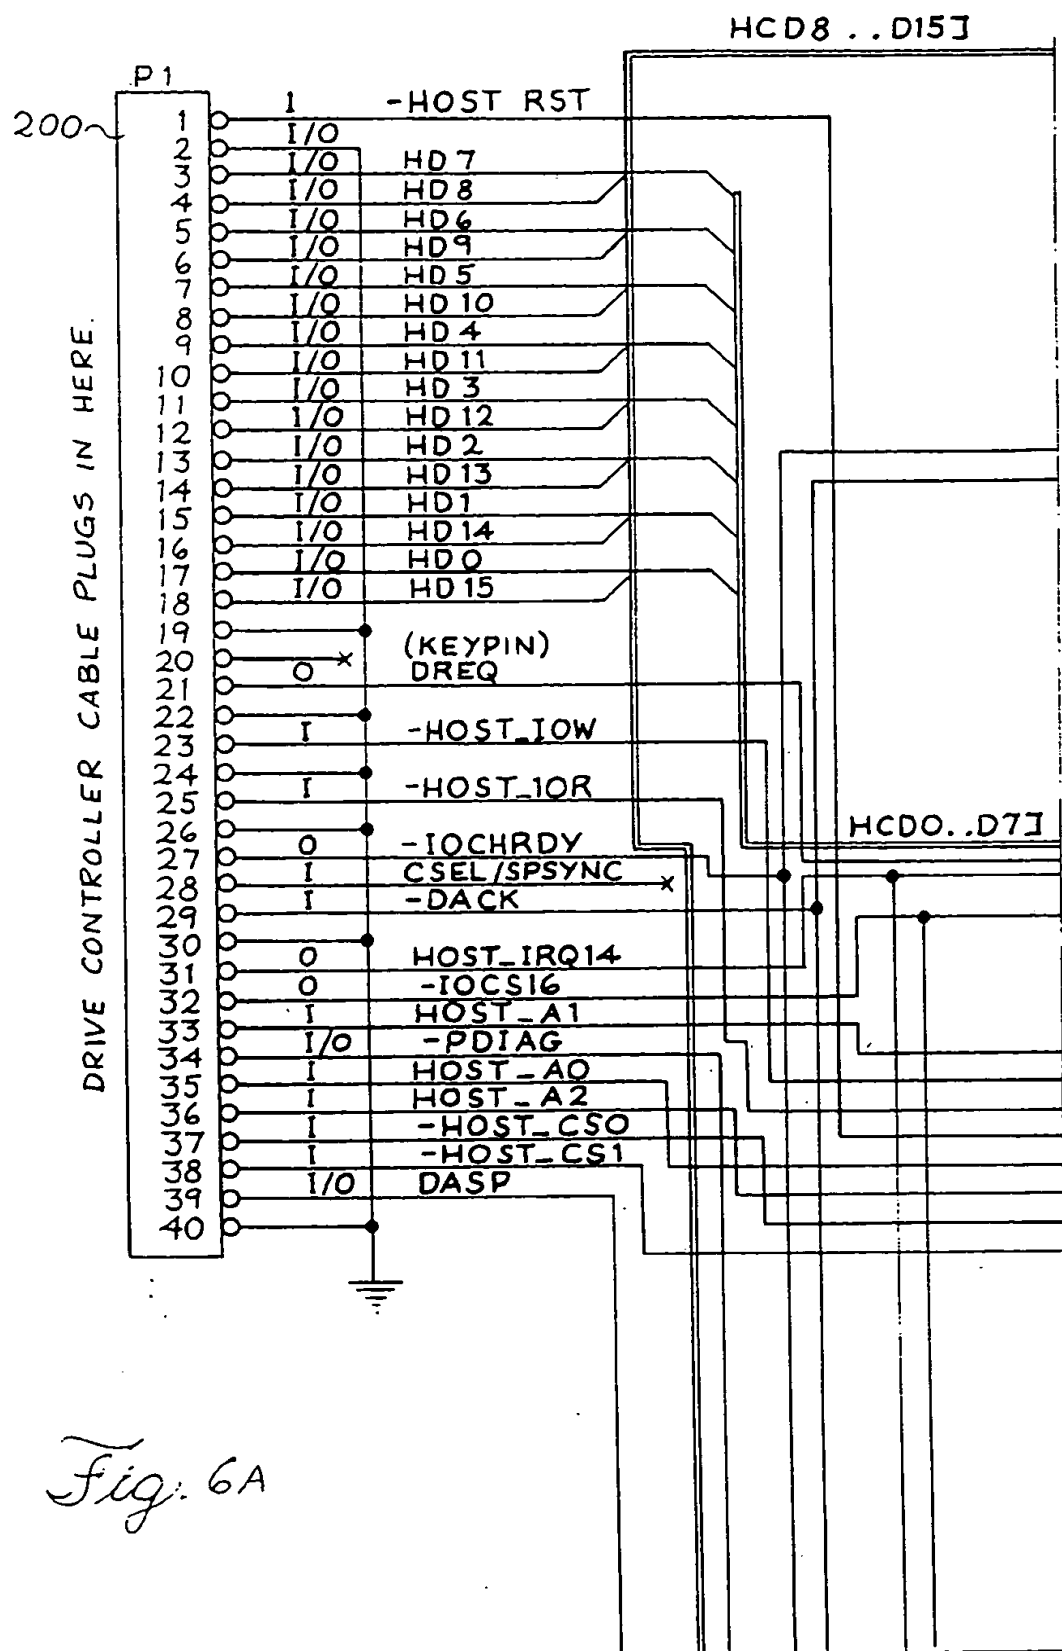 HCD8 . . D15]
P1
200
1 I -HOST RST
2 I/O
3 I/O HD7
4 I/O HD8
5 I/O HD6
6 I/O HD9
7 I/O HD5
8 I/O HD10
9 I/O HD4
10 I/O HD11
11 I/O HD3
12 I/O HD12
13 I/O HD2
14 I/O HD13
15 I/O HD1
16 I/O HD14
17 I/O HD0
18 I/O HD15
19
20 (KEYPIN)
21 O DREQ
22
23 I -HOST_IOW
24
25 I -HOST_IOR
26
HCD0..D7]
27 O -IOCHRDY
28 I CSEL/SPSYNC
29 I -DACK
30
31 O HOST_IRQ14
32 O -IOCS16
33 I HOST_A1
34 I/O -PDIAG
35 I HOST_A0
36 I HOST_A2
37 I -HOST_CS0
38 I -HOST_CS1
39 I/O DASP
40
DRIVE CONTROLLER CABLE PLUGS IN HERE.
Fig. 6A